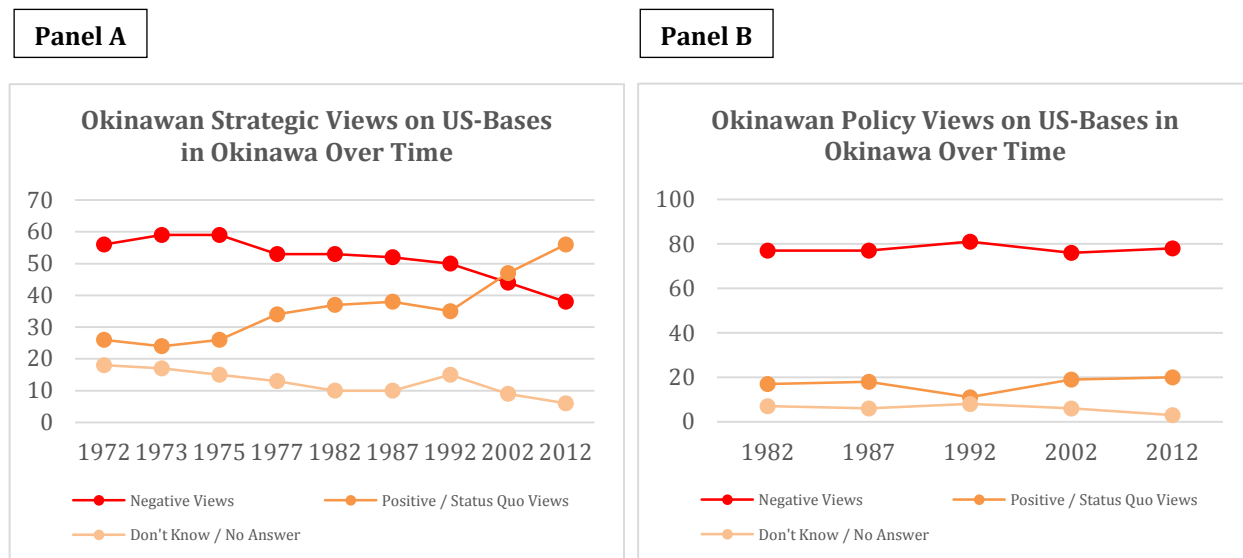 Panel A
Panel B
Okinawan Strategic Views on US-Bases
in Okinawa Over Time
70
60
50
40
30
20
10
0
1972 1973 1975 1977 1982 1987 1992 2002 2012
Negative Views
Positive / Status Quo Views
Don't Know / No Answer
Okinawan Policy Views on US-Bases in
Okinawa Over Time
100
80
60
40
20
0
1982 1987 1992 2002 2012
Negative Views
Positive / Status Quo Views
Don't Know / No Answer